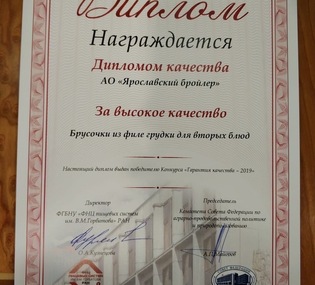 Диплом
Награждается
Дипломом качества
АО «Ярославский бройлер»
За высокое качество
Брусочки из филе грудки для вторых блюд
Настоящий диплом выдан победителю Конкурса «Гарантия качества - 2019»
Директор
ФГБНУ «ФНЦ пищевых систем
им. В.М.Горбатова» РАН
О.А.Кузнецова
Председатель
Комитета Совета Федерации по
аграрно-продовольственной политике
и природопользованию